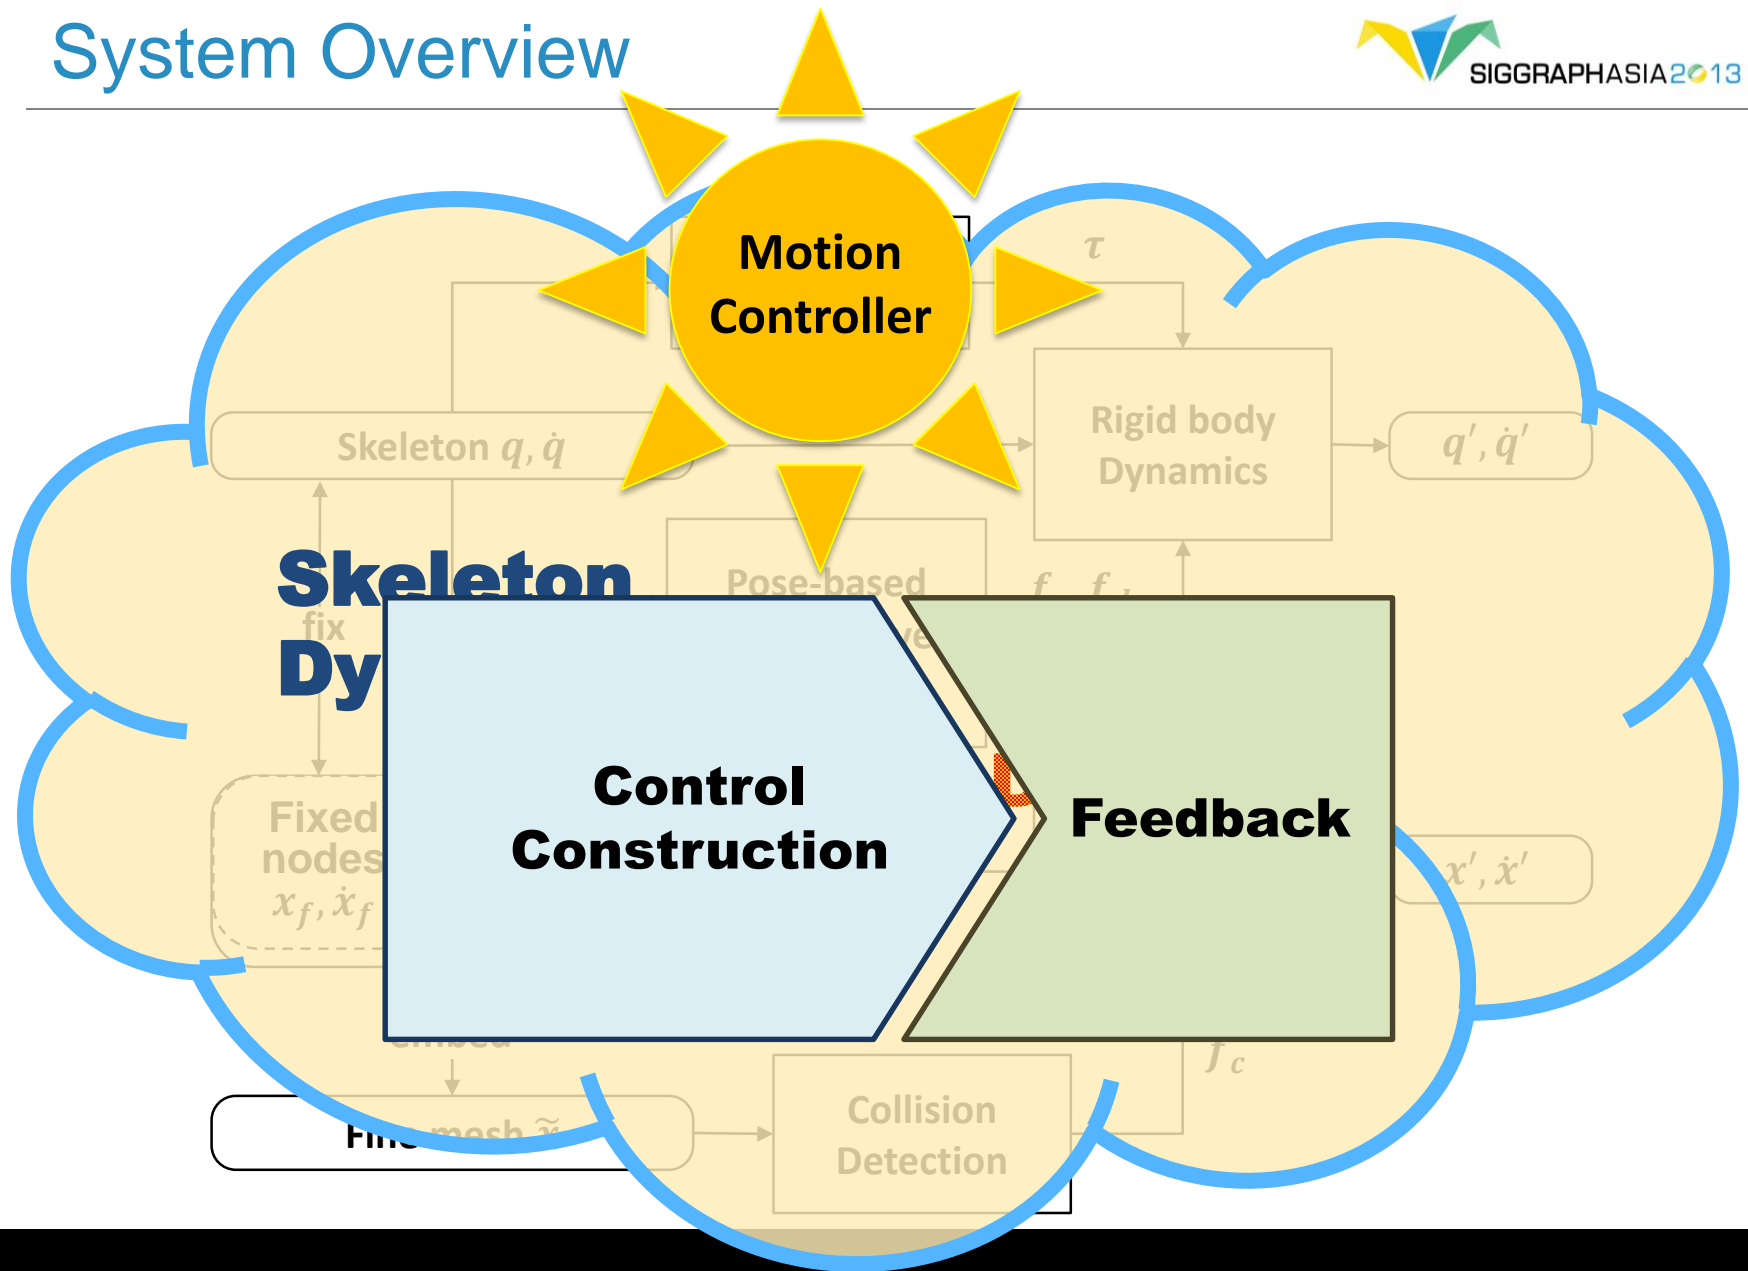 System Overview
SIGGRAPHASIA2013
Motion
Controller
τ
Skeleton q, q̇
Rigid body
Dynamics
q′, q̇′
Skeleton
fix
Pose-based
Control
Construction
Feedback
Fixed
nodes
x_f, ẋ_f
x′, ẋ′
f_c
mesh x̃
Collision
Detection